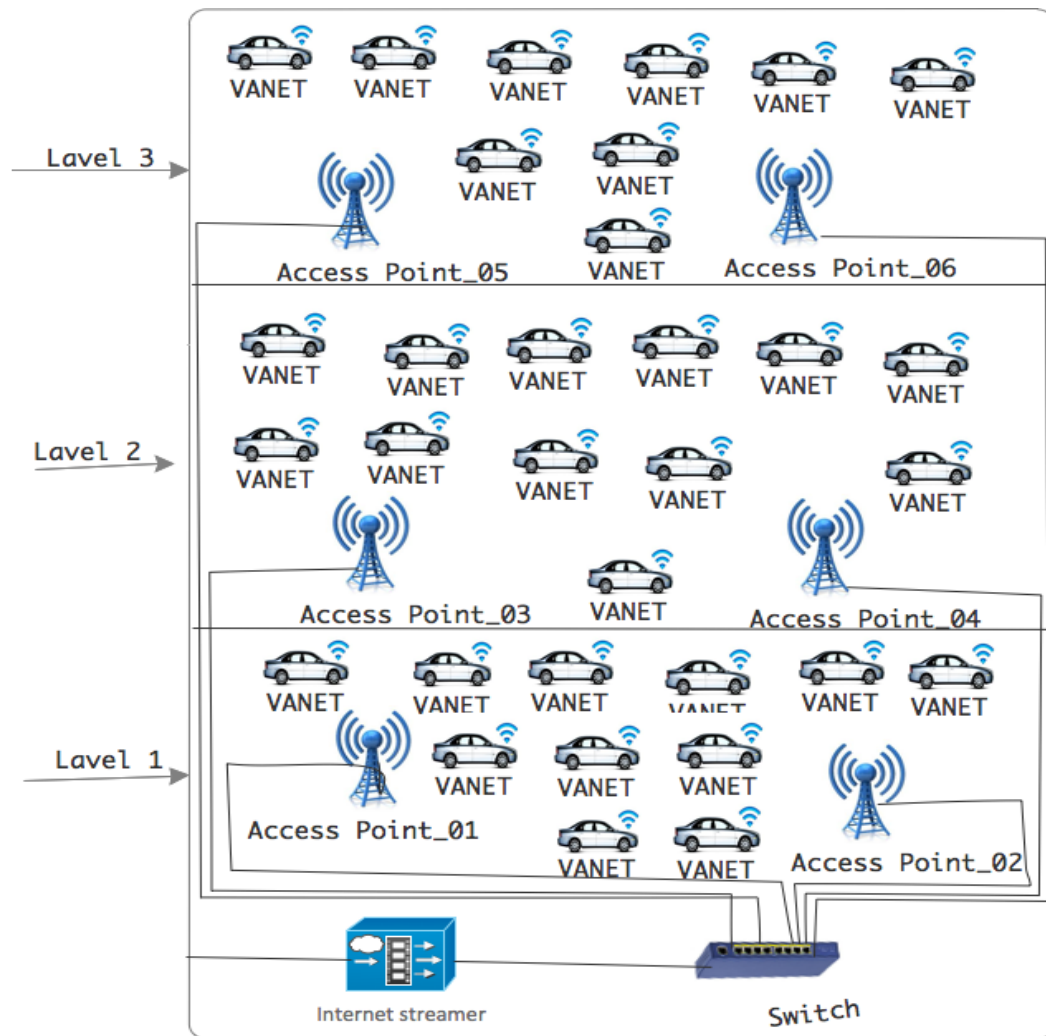 VANET VANET VANET VANET VANET VANET
Lavel 3
VANET VANET
VANET
Access Point_05 Access Point_06
VANET VANET VANET VANET VANET VANET
Lavel 2
VANET VANET VANET VANET VANET
VANET
Access Point_03 Access Point_04
VANET VANET VANET VANET VANET VANET
Lavel 1
VANET VANET VANET
Access Point_01
VANET VANET
Access Point_02
Internet streamer
Switch